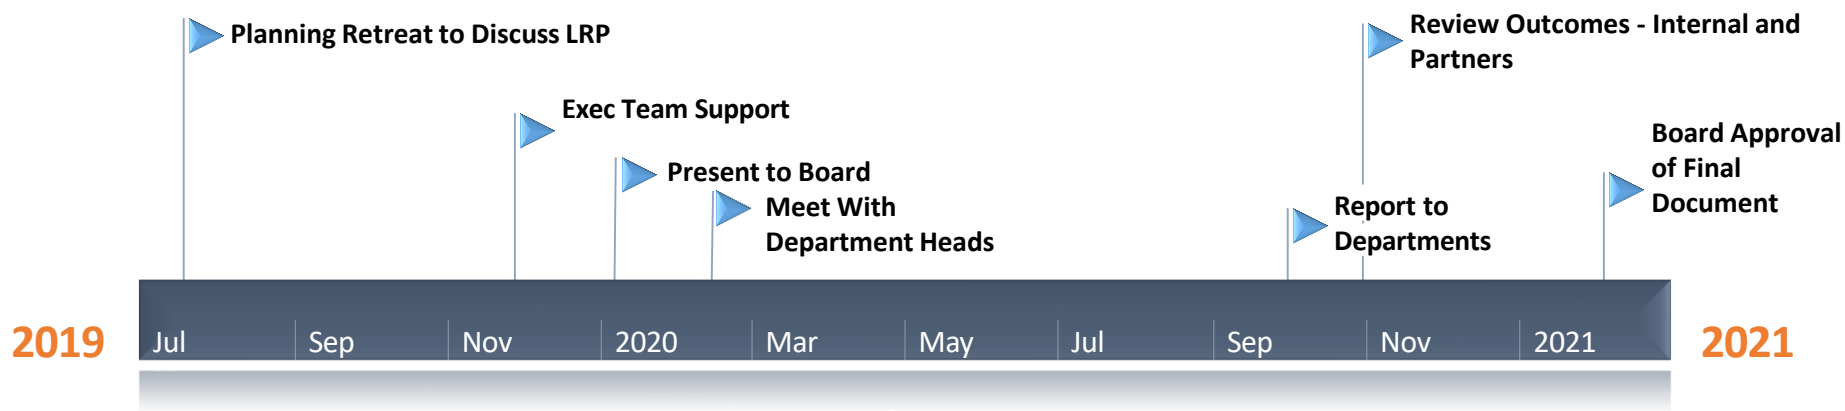 Planning Retreat to Discuss LRP
Exec Team Support
Present to Board
Meet With
Department Heads
Report to
Departments
Review Outcomes - Internal and
Partners
Board Approval
of Final
Document
2019
Jul
Sep
Nov
2020
Mar
May
Jul
Sep
Nov
2021
2021